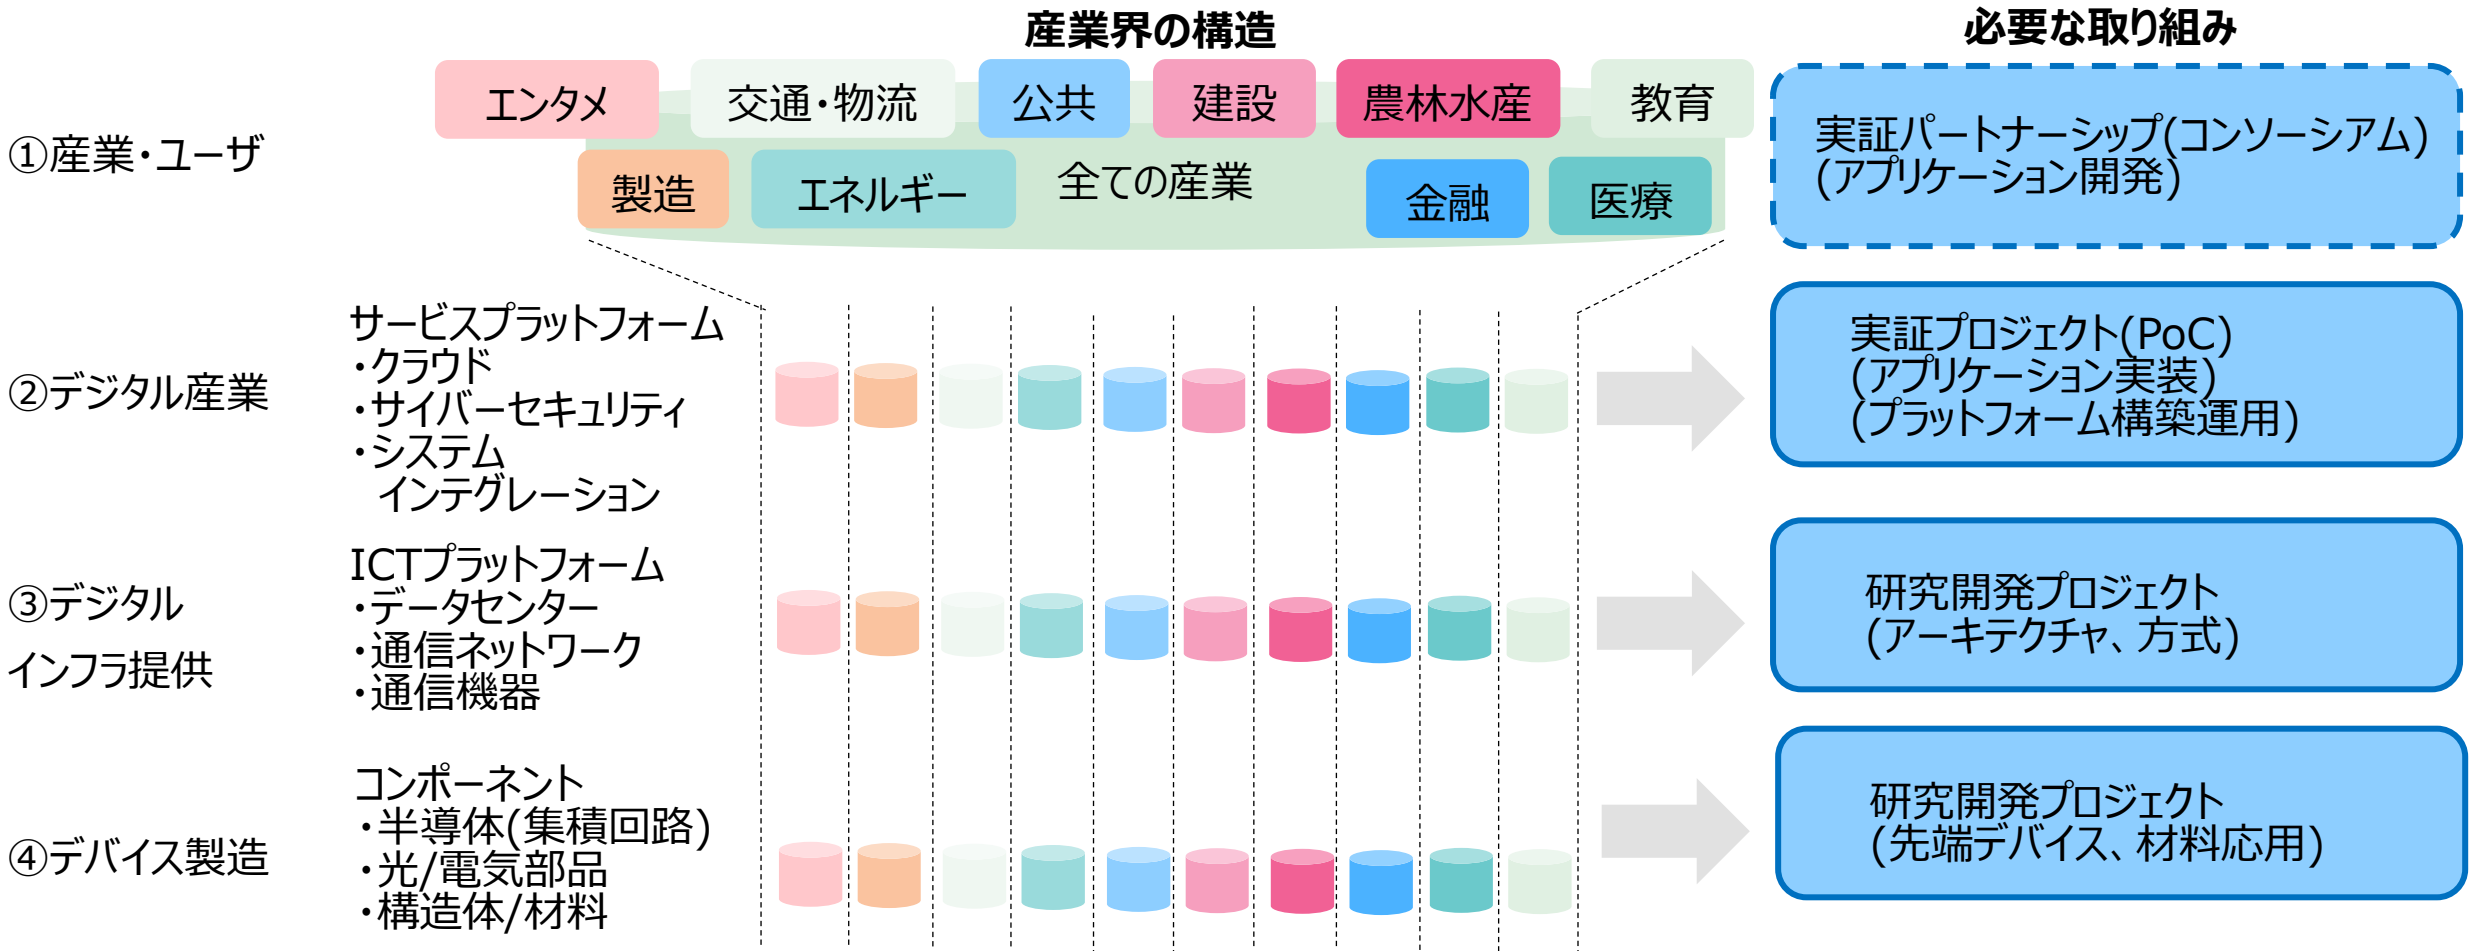 産業界の構造
必要な取り組み
①産業・ユーザ
エンタメ
交通・物流
公共
建設
農林水産
教育
製造
エネルギー
全ての産業
金融
医療
実証パートナーシップ(コンソーシアム)
(アプリケーション開発)
②デジタル産業
サービスプラットフォーム
・クラウド
・サイバーセキュリティ
・システム
インテグレーション
実証プロジェクト(PoC)
(アプリケーション実装)
(プラットフォーム構築運用)
③デジタル
インフラ提供
ICTプラットフォーム
・データセンター
・通信ネットワーク
・通信機器
研究開発プロジェクト
(アーキテクチャ、方式)
④デバイス製造
コンポーネント
・半導体(集積回路)
・光/電気部品
・構造体/材料
研究開発プロジェクト
(先端デバイス、材料応用)